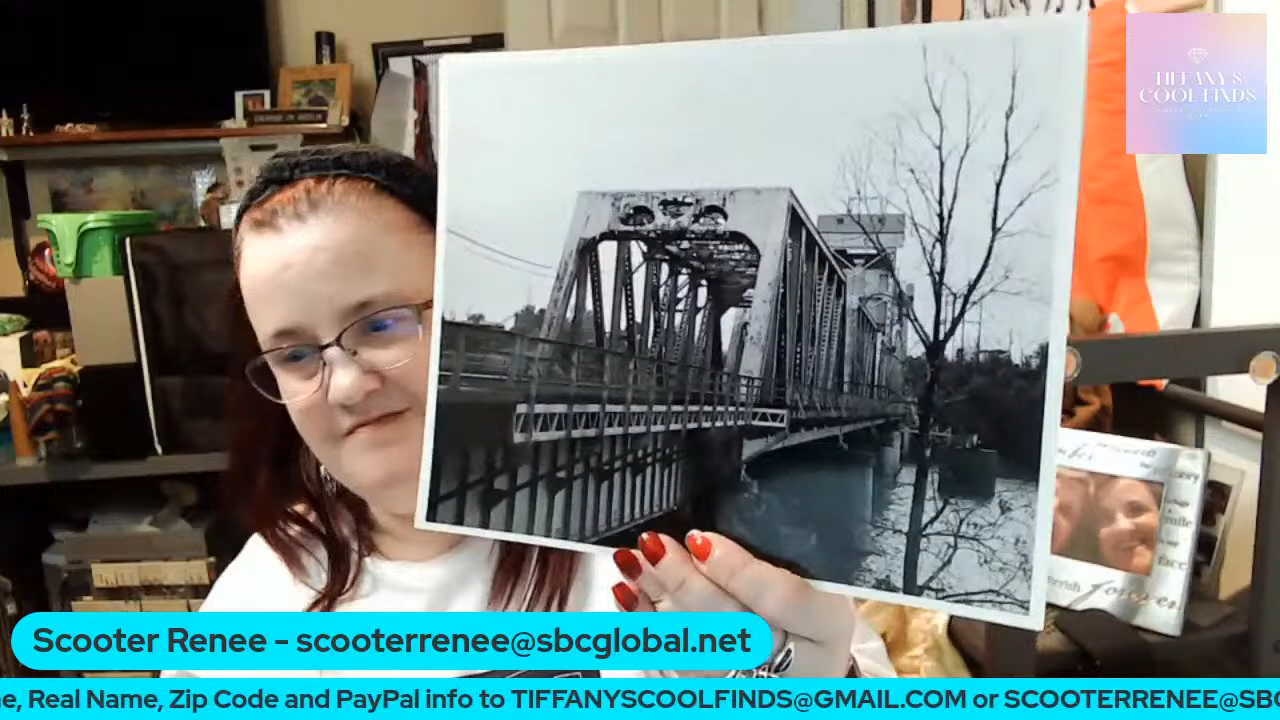 TIFFANY'S
COOL FINDS
forever
Scooter Renee - scooterrenee@sbcglobal.net
e, Real Name, Zip Code and PayPal info to TIFFANYSCOOLFINDS@GMAIL.COM or SCOOTERRENEE@SBC